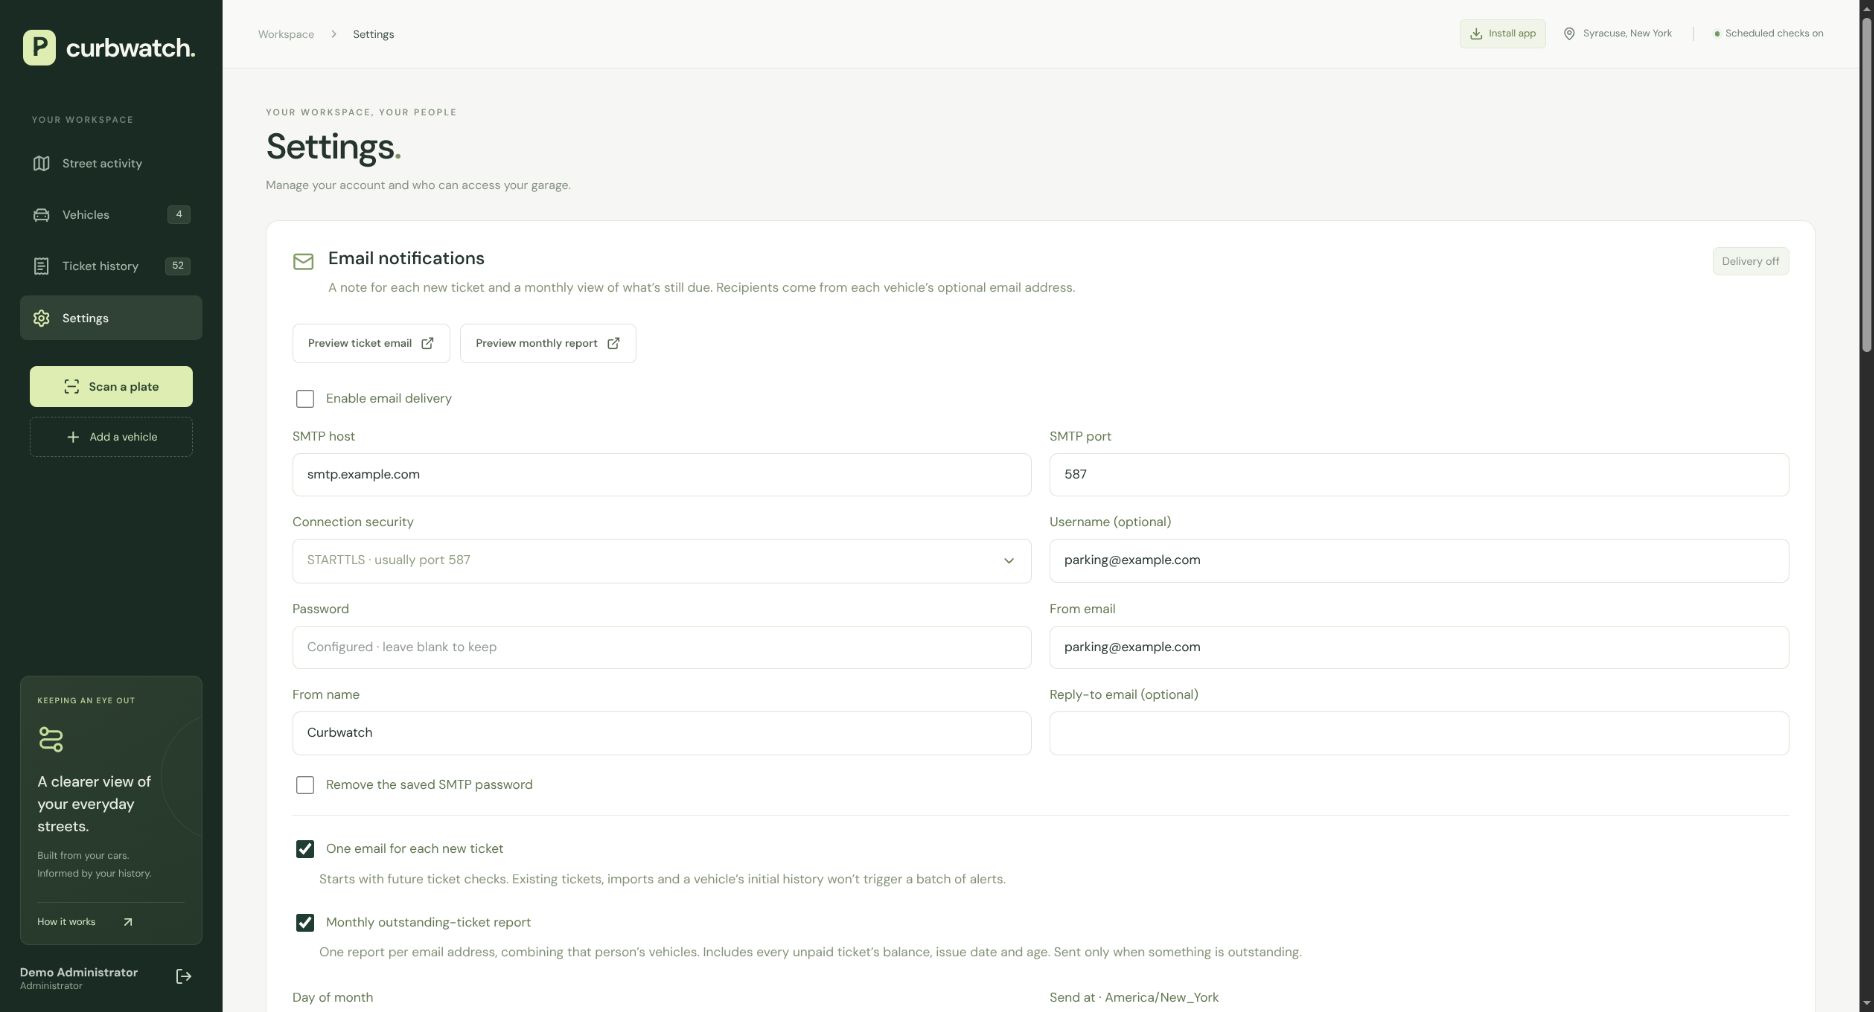 P curbwatch.
YOUR WORKSPACE
Street activity
Vehicles 4
Ticket history 52
Settings
Scan a plate
Add a vehicle
KEEPING AN EYE OUT
A clearer view of
your everyday
streets.
Built from your cars.
Informed by your history.
How it works
Demo Administrator
Administrator
Workspace > Settings
Install app
Syracuse, New York
Scheduled checks on
YOUR WORKSPACE, YOUR PEOPLE
Settings.
Manage your account and who can access your garage.
Email notifications
Delivery off
A note for each new ticket and a monthly view of what's still due. Recipients come from each vehicle's optional email address.
Preview ticket email
Preview monthly report
Enable email delivery
SMTP host
smtp.example.com
SMTP port
587
Connection security
STARTTLS · usually port 587
Username (optional)
parking@example.com
Password
Configured · leave blank to keep
From email
parking@example.com
From name
Curbwatch
Reply-to email (optional)
Remove the saved SMTP password
One email for each new ticket
Starts with future ticket checks. Existing tickets, imports and a vehicle's initial history won't trigger a batch of alerts.
Monthly outstanding-ticket report
One report per email address, combining that person's vehicles. Includes every unpaid ticket's balance, issue date and age. Sent only when something is outstanding.
Day of month
Send at · America/New_York